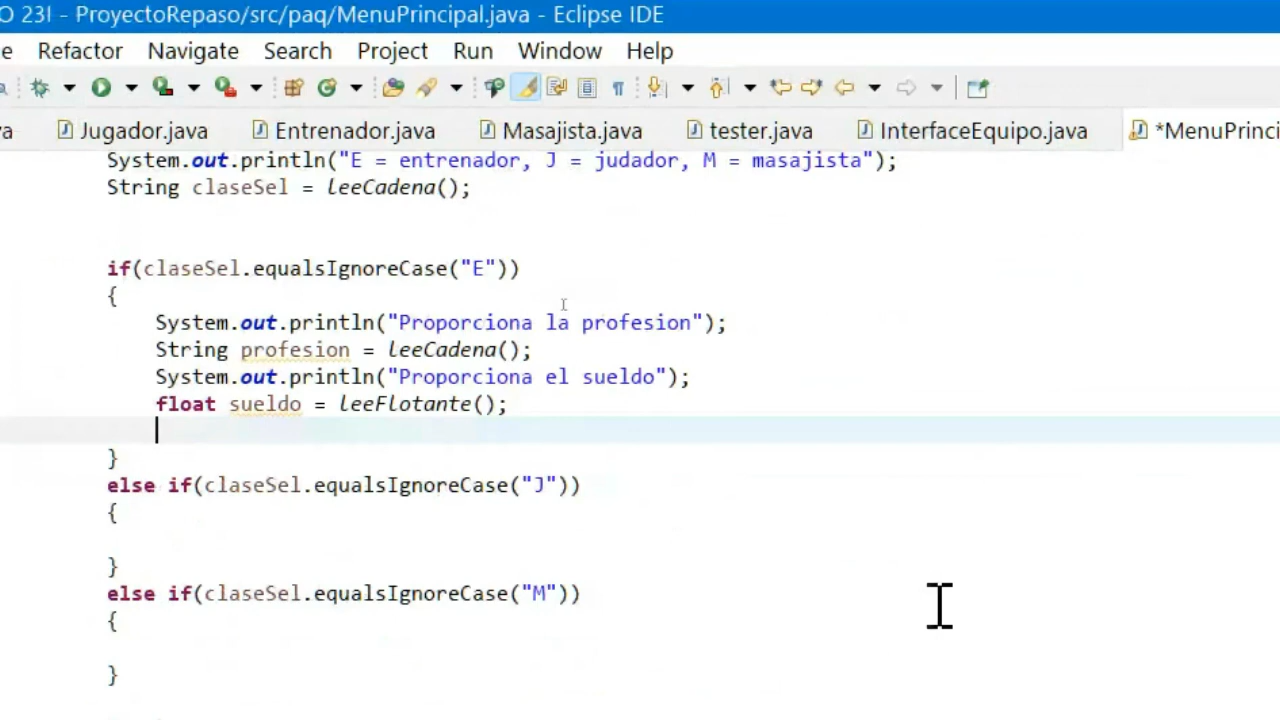 O 23! - ProyectoRepaso/src/paq/MenuPrincipal.java - Eclipse IDE
e Refactor Navigate Search Project Run Window Help
va Jugador.java Entrenador.java Masajista.java tester.java InterfaceEquipo.java *MenuPrinci
System.out.println("E = entrenador, J = judador, M = masajista");
String claseSel = leeCadena();
if(claseSel.equalsIgnoreCase("E"))
{
System.out.println("Proporciona la profesion");
String profesion = leeCadena();
System.out.println("Proporciona el sueldo");
float sueldo = leeFlotante();
}
else if(claseSel.equalsIgnoreCase("J"))
{
}
else if(claseSel.equalsIgnoreCase("M"))
{
}